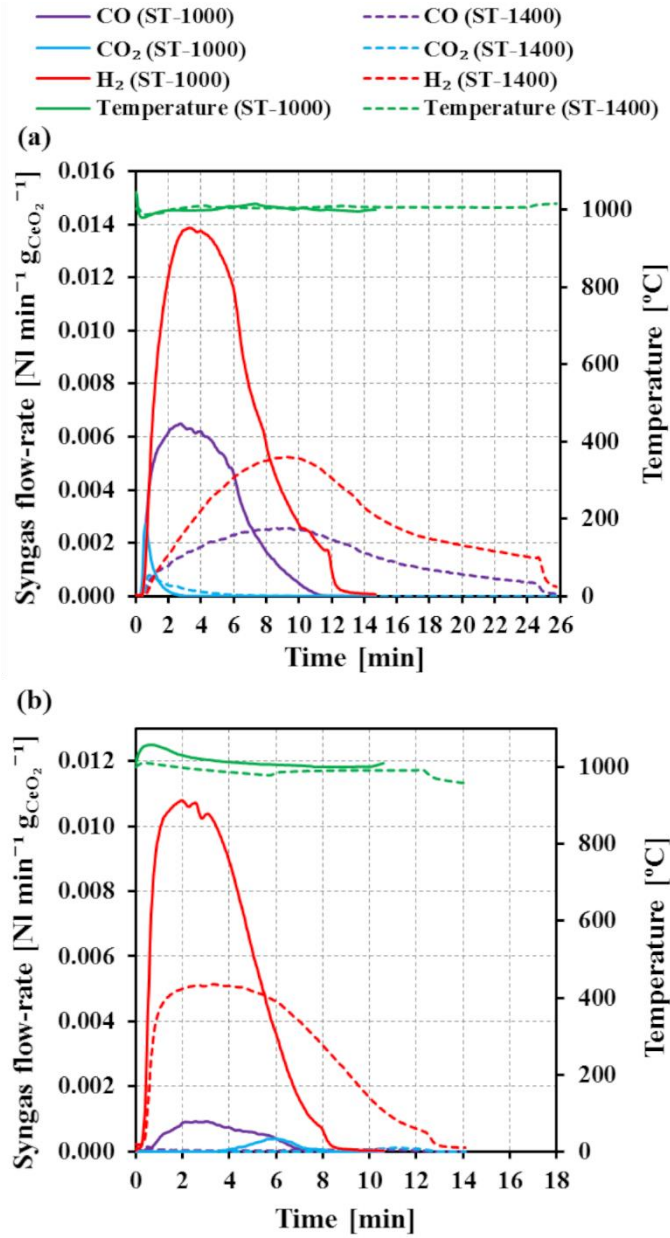 CO (ST-1000) CO (ST-1400)
CO₂ (ST-1000) CO₂ (ST-1400)
H₂ (ST-1000) H₂ (ST-1400)
Temperature (ST-1000) Temperature (ST-1400)
(a)
Syngas flow-rate [Nl min⁻¹ gCeO₂⁻¹]
0.016
0.014
0.012
0.010
0.008
0.006
0.004
0.002
0.000
1000
800
600
400
200
0
Temperature [ºC]
0 2 4 6 8 10 12 14 16 18 20 22 24 26
Time [min]
(b)
Syngas flow-rate [Nl min⁻¹ gCeO₂⁻¹]
0.012
0.010
0.008
0.006
0.004
0.002
0.000
1000
800
600
400
200
0
Temperature [ºC]
0 2 4 6 8 10 12 14 16 18
Time [min]